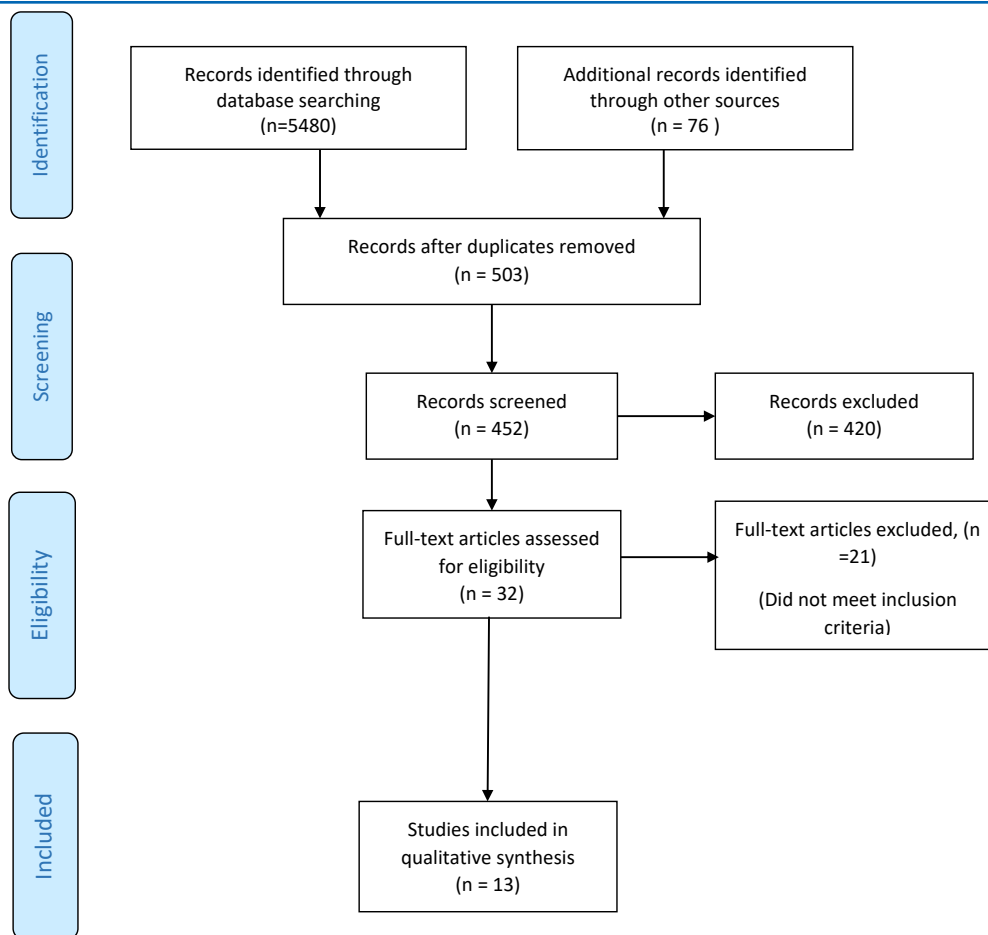 Identification
Records identified through
database searching
(n=5480)
Additional records identified
through other sources
(n = 76 )
Screening
Records after duplicates removed
(n = 503)
Records screened
(n = 452)
Records excluded
(n = 420)
Eligibility
Full-text articles assessed
for eligibility
(n = 32)
Full-text articles excluded, (n
=21)
(Did not meet inclusion
criteria)
Included
Studies included in
qualitative synthesis
(n = 13)